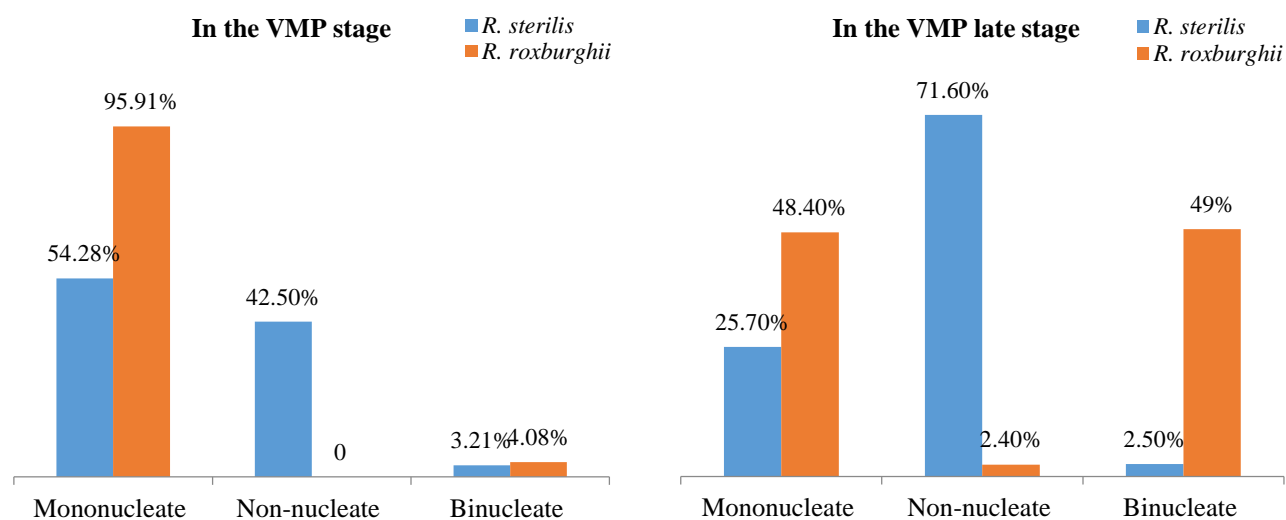 In the VMP stage
R. sterilis
R. roxburghii
95.91%
54.28%
42.50%
0
3.21%
4.08%
Mononucleate
Non-nucleate
Binucleate
In the VMP late stage
R. sterilis
R. roxburghii
71.60%
48.40%
49%
25.70%
2.40%
2.50%
Mononucleate
Non-nucleate
Binucleate